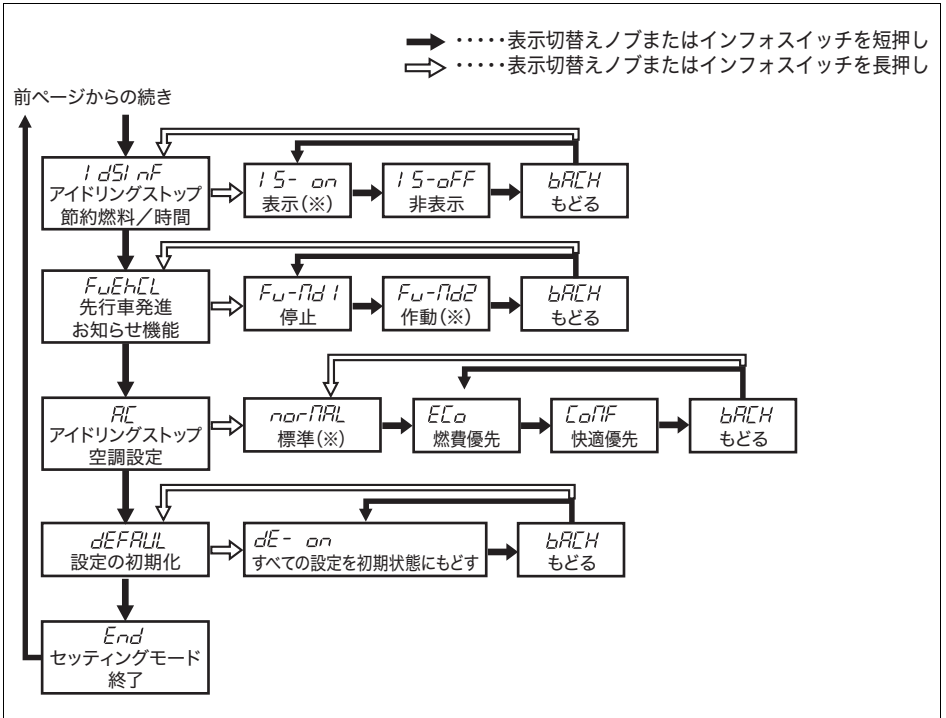 ・・・・・表示切替えノブまたはインフォスイッチを短押し
・・・・・表示切替えノブまたはインフォスイッチを長押し
前ページからの続き
IdSInF
アイドリングストップ
節約燃料／時間
IS- on
表示(※)
IS-oFF
非表示
bACK
もどる
FvEhCL
先行車発進
お知らせ機能
Fv-Md1
停止
Fv-Md2
作動(※)
bACK
もどる
AC
アイドリングストップ
空調設定
norMAL
標準(※)
ECo
燃費優先
CoMF
快適優先
bACK
もどる
dEFAUL
設定の初期化
dE- on
すべての設定を初期状態にもどす
bACK
もどる
End
セッティングモード
終了